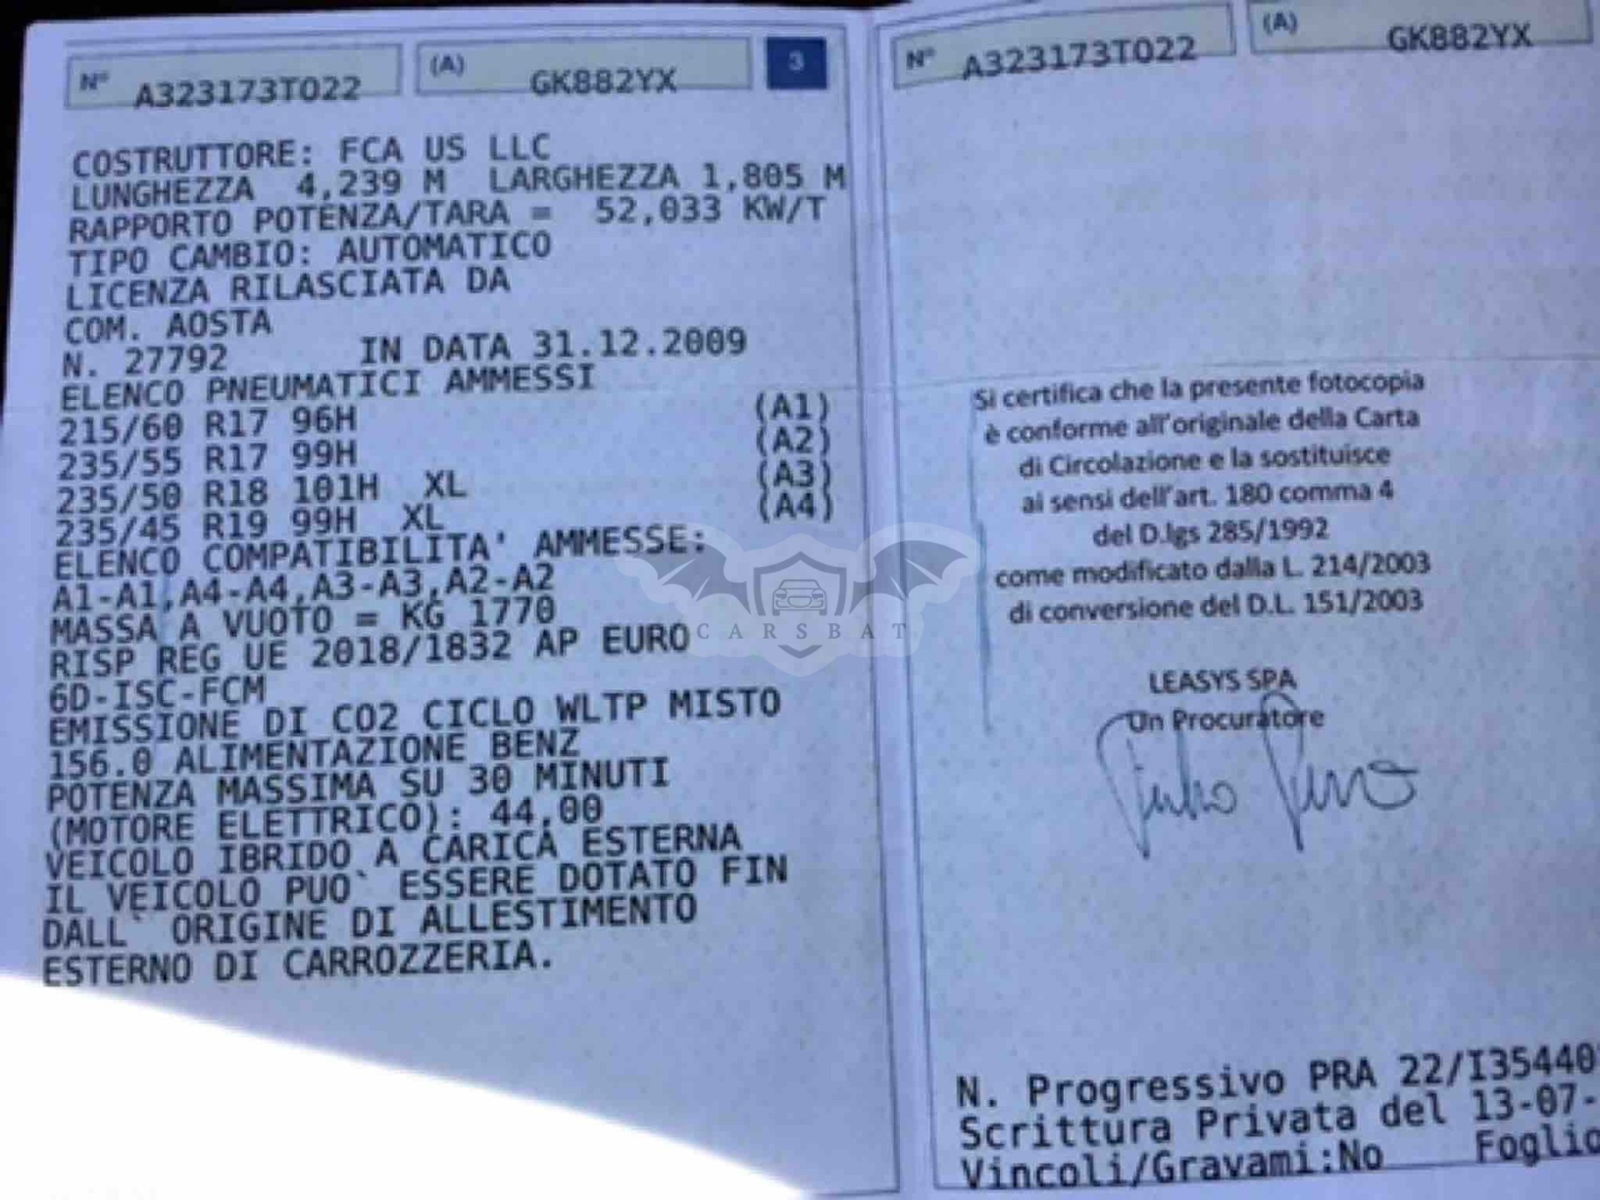 N° A323173T022 (A) GK882YX 3
COSTRUTTORE: FCA US LLC
LUNGHEZZA 4,239 M LARGHEZZA 1,805 M
RAPPORTO POTENZA/TARA = 52,033 KW/T
TIPO CAMBIO: AUTOMATICO
LICENZA RILASCIATA DA
COM. AOSTA
N. 27792 IN DATA 31.12.2009
ELENCO PNEUMATICI AMMESSI
215/60 R17 96H (A1)
235/55 R17 99H (A2)
235/50 R18 101H XL (A3)
235/45 R19 99H XL (A4)
ELENCO COMPATIBILITA' AMMESSE:
A1-A1,A4-A4,A3-A3,A2-A2
MASSA A VUOTO = KG 1770
RISP REG UE 2018/1832 AP EURO
6D-ISC-FCM
EMISSIONE DI CO2 CICLO WLTP MISTO
156.0 ALIMENTAZIONE BENZ
POTENZA MASSIMA SU 30 MINUTI
(MOTORE ELETTRICO): 44,00
VEICOLO IBRIDO A CARICA ESTERNA
IL VEICOLO PUO` ESSERE DOTATO FIN
DALL` ORIGINE DI ALLESTIMENTO
ESTERNO DI CARROZZERIA.
CARSBAT
N° A323173T022 (A) GK882YX
Si certifica che la presente fotocopia
è conforme all'originale della Carta
di Circolazione e la sostituisce
ai sensi dell'art. 180 comma 4
del D.lgs 285/1992
come modificato dalla L. 214/2003
di conversione del D.L. 151/2003
LEASYS SPA
Un Procuratore
N. Progressivo PRA 22/I35440
Scrittura Privata del 13-07-
Vincoli/Gravami:No Foglio